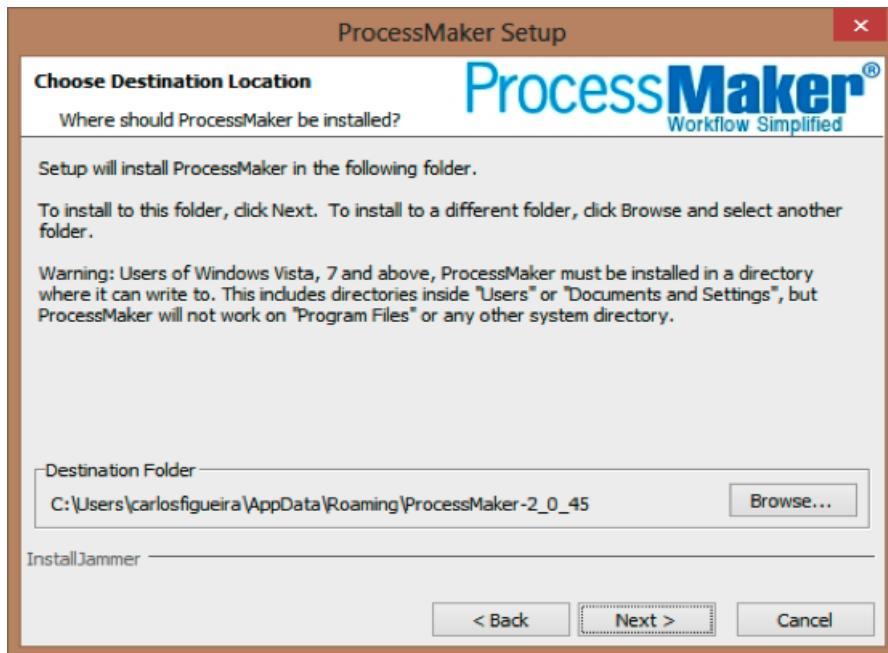 ProcessMaker Setup
Choose Destination Location
Where should ProcessMaker be installed?
ProcessMaker®
Workflow Simplified
Setup will install ProcessMaker in the following folder.
To install to this folder, click Next. To install to a different folder, click Browse and select another
folder.
Warning: Users of Windows Vista, 7 and above, ProcessMaker must be installed in a directory
where it can write to. This includes directories inside "Users" or "Documents and Settings", but
ProcessMaker will not work on "Program Files" or any other system directory.
Destination Folder
C:\Users\carlosfigueira\AppData\Roaming\ProcessMaker-2_0_45
Browse...
InstallJammer
< Back
Next >
Cancel